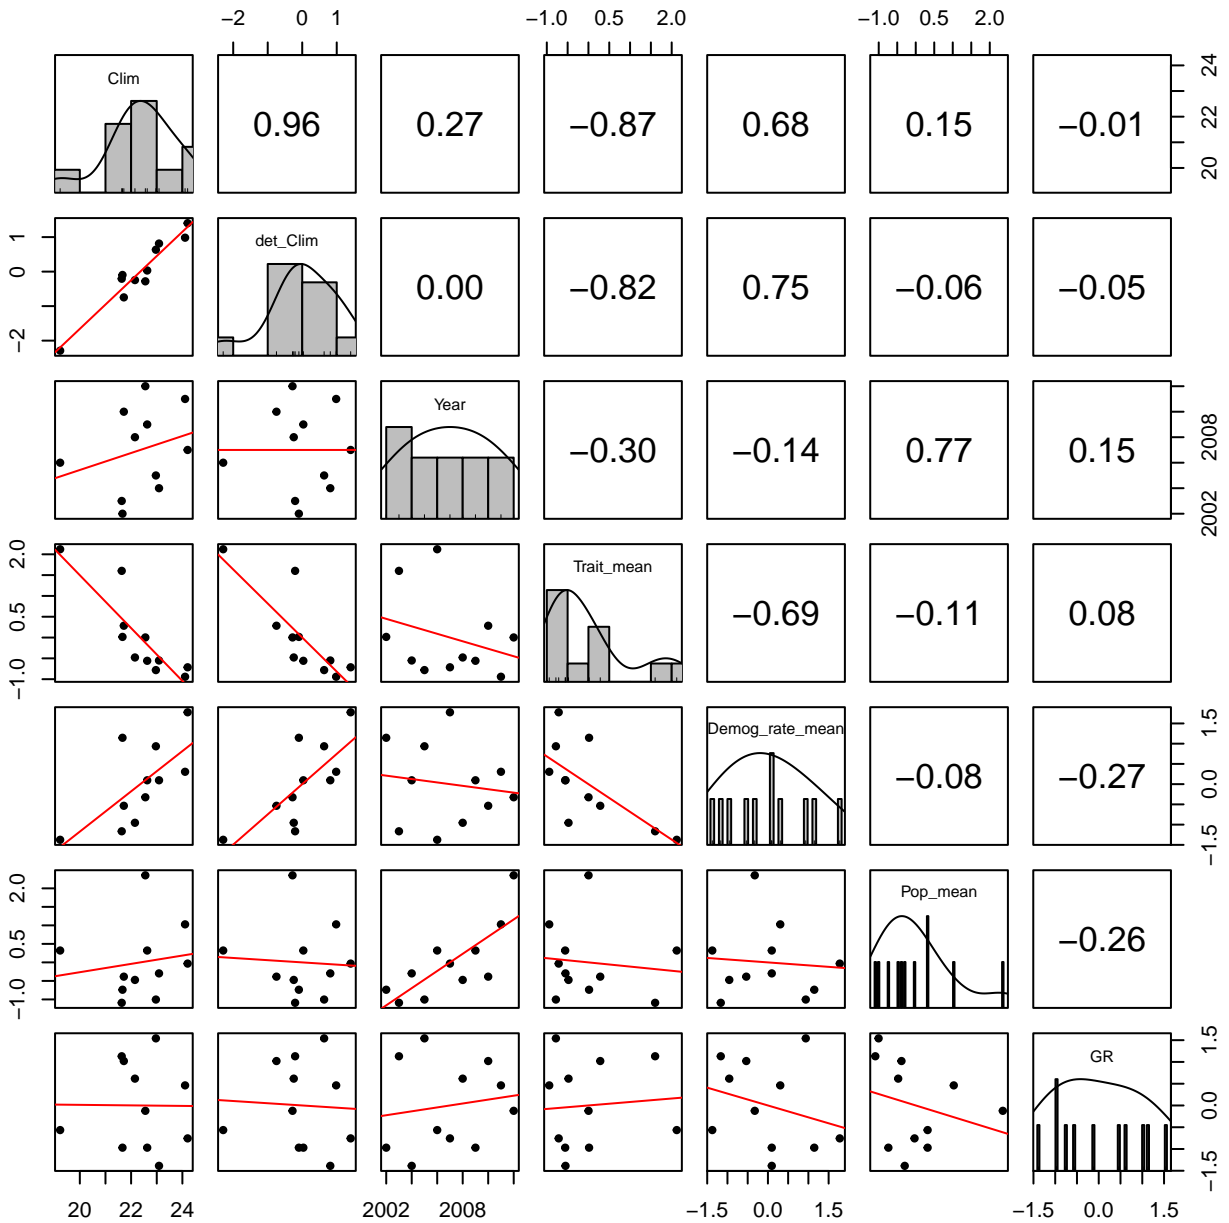 −2 0 1 −1.0 0.5 2.0 −1.0 0.5 2.0
Clim 0.96 0.27 −0.87 0.68 0.15 −0.01 20 22 24
−2 0 1 det_Clim 0.00 −0.82 0.75 −0.06 −0.05
Year −0.30 −0.14 0.77 0.15 2002 2008
−1.0 0.5 2.0 Trait_mean −0.69 −0.11 0.08
Demog_rate_mean −0.08 −0.27 −1.5 0.0 1.5
−1.0 0.5 2.0 Pop_mean −0.26
GR −1.5 0.0 1.5
20 22 24 2002 2008 −1.5 0.0 1.5 −1.5 0.0 1.5